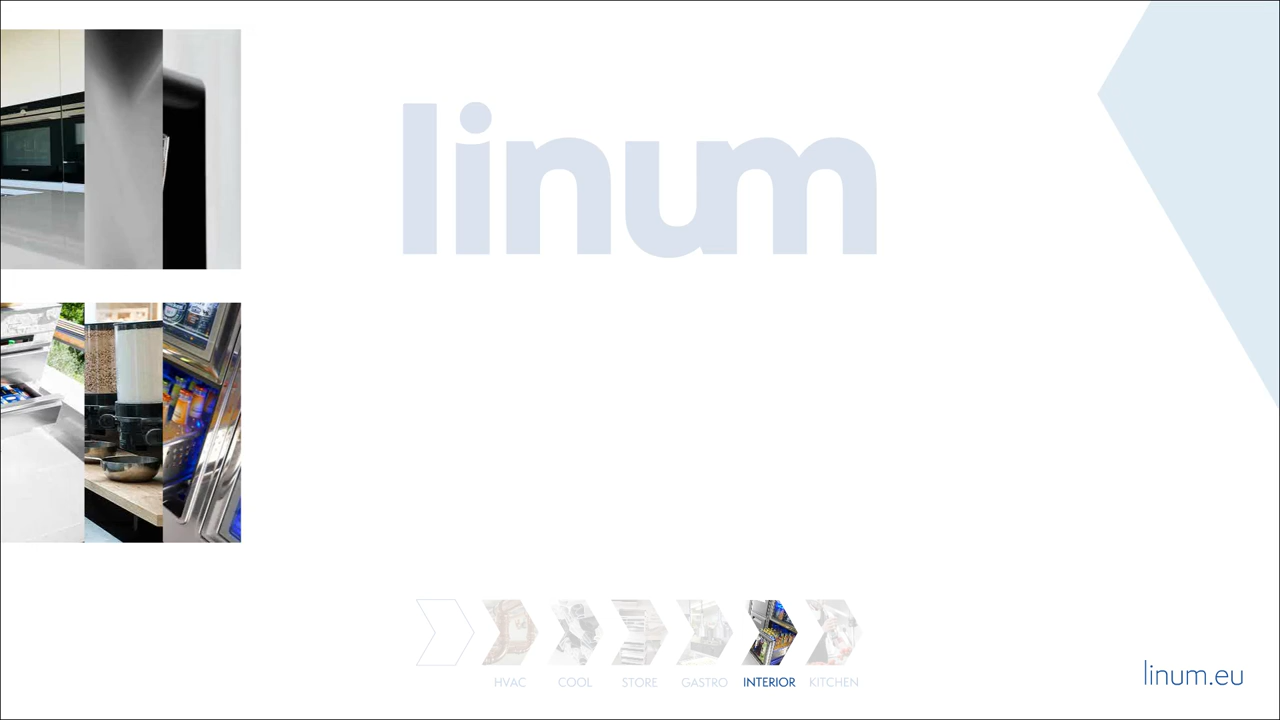 linum
HVAC
COOL
STORE
GASTRO
INTERIOR
KITCHEN
linum.eu